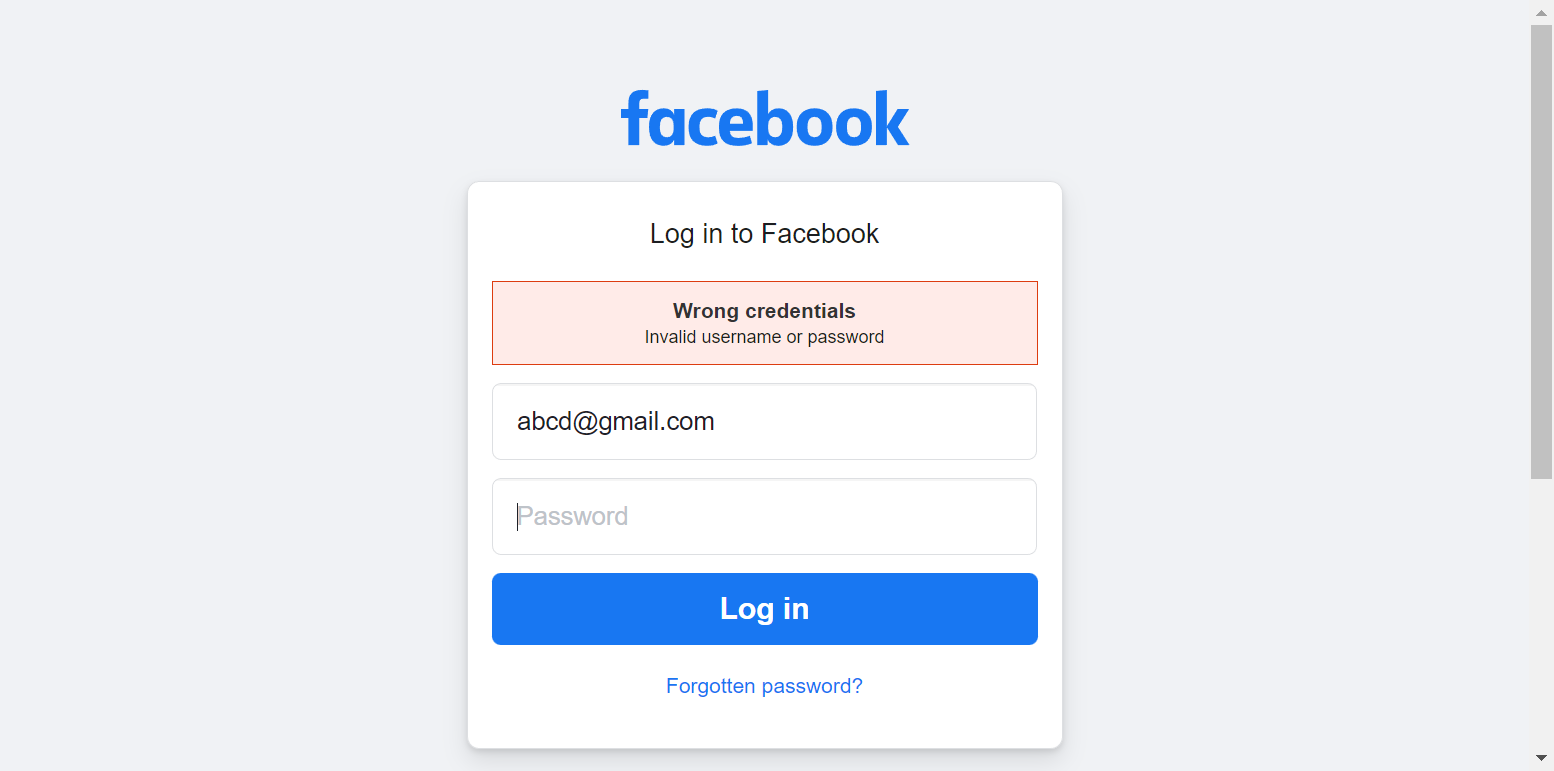 facebook
Log in to Facebook
Wrong credentials
Invalid username or password
abcd@gmail.com
Password
Log in
Forgotten password?